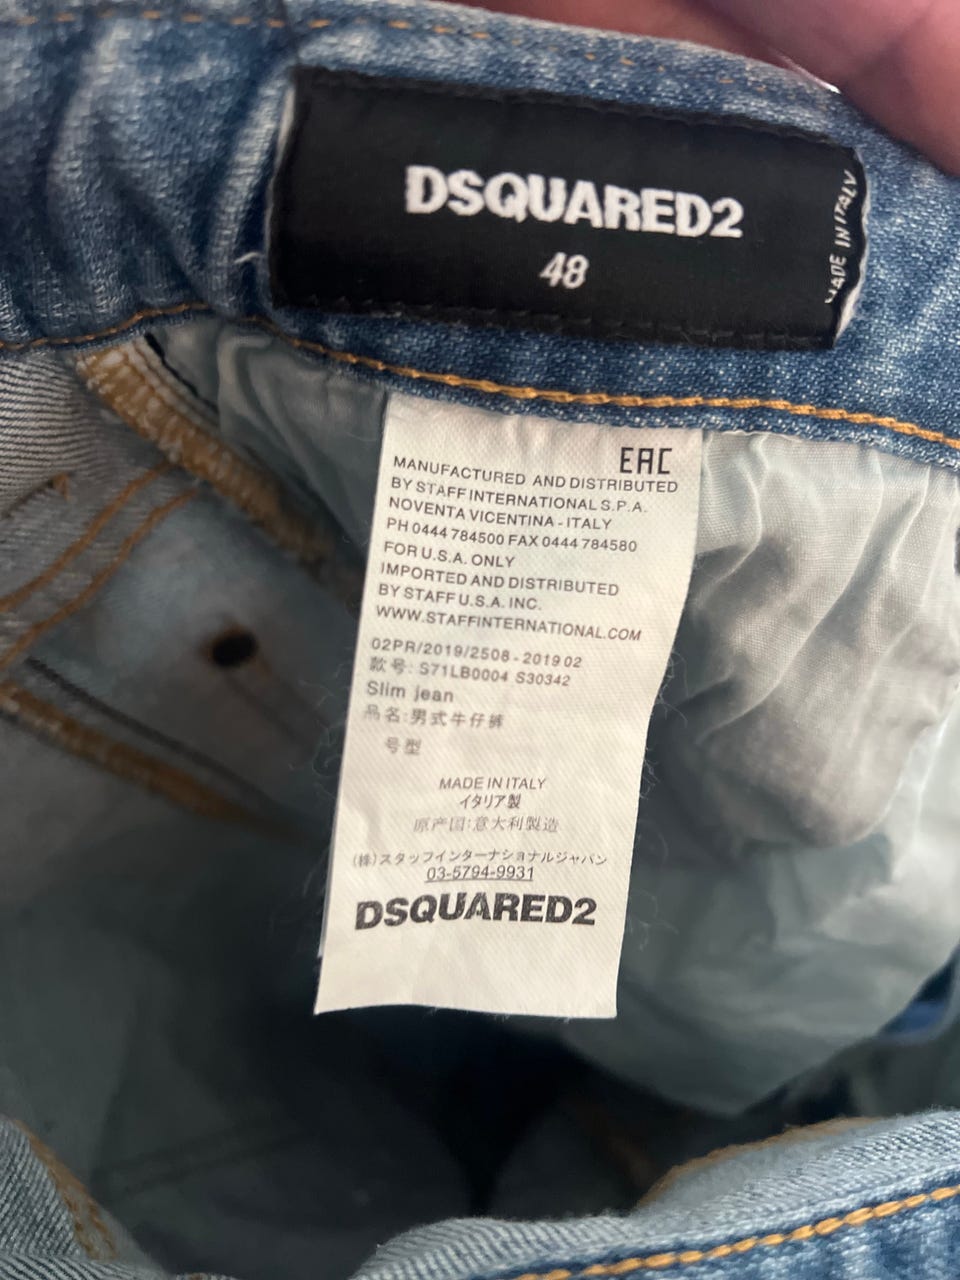 DSQUARED2
48
MADE IN ITALY
EAC
MANUFACTURED AND DISTRIBUTED
BY STAFF INTERNATIONAL S.P.A.
NOVENTA VICENTINA - ITALY
PH 0444 784500 FAX 0444 784580
FOR U.S.A. ONLY
IMPORTED AND DISTRIBUTED
BY STAFF U.S.A. INC.
WWW.STAFFINTERNATIONAL.COM
02PR/2019/2508 - 2019 02
款号: S71LB0004 S30342
Slim jean
品名:男式牛仔裤
号型
MADE IN ITALY
イタリア製
原产国:意大利製造
(株)スタッフインターナショナルジャパン
03-5794-9931
DSQUARED2